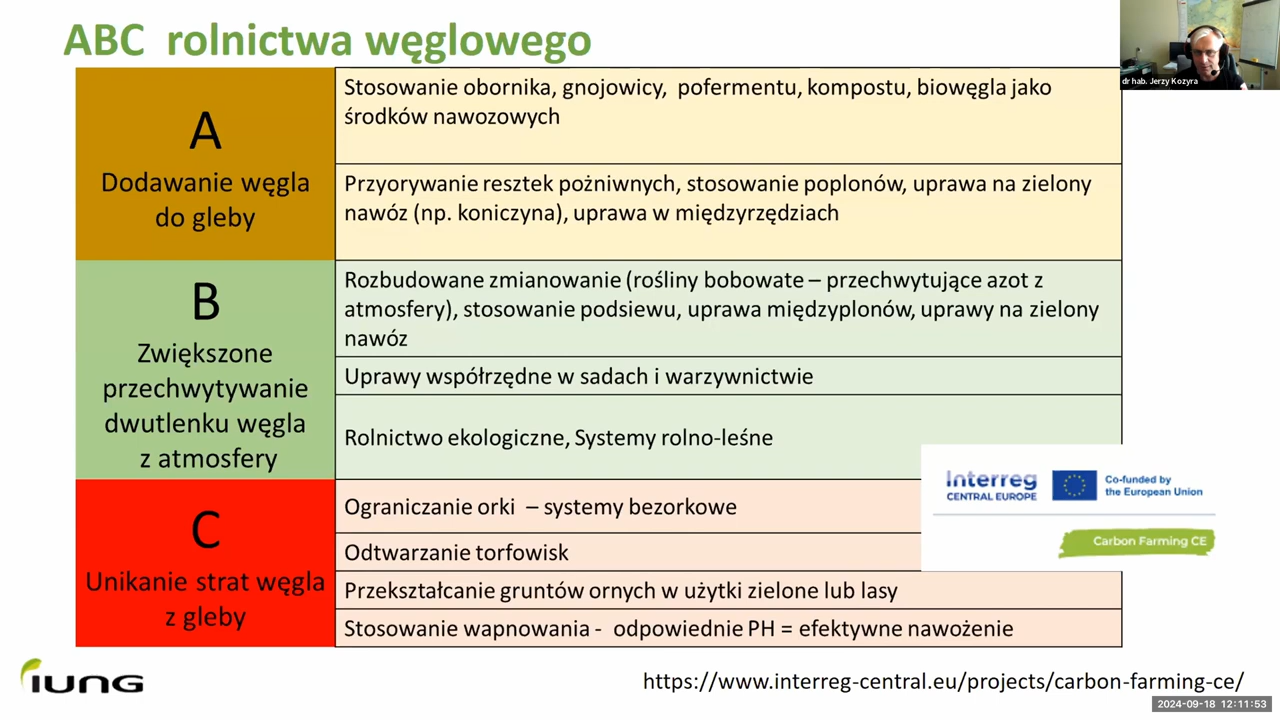 ABC rolnictwa węglowego
dr hab. Jerzy Kozyra
A
Dodawanie węgla
do gleby
Stosowanie obornika, gnojowicy, pofermentu, kompostu, biowęgla jako
środków nawozowych
Przyorywanie resztek pożniwnych, stosowanie poplonów, uprawa na zielony
nawóz (np. koniczyna), uprawa w międzyrzędziach
B
Zwiększone
przechwytywanie
dwutlenku węgla
z atmosfery
Rozbudowane zmianowanie (rośliny bobowate – przechwytujące azot z
atmosfery), stosowanie podsiewu, uprawa międzyplonów, uprawy na zielony
nawóz
Uprawy współrzędne w sadach i warzywnictwie
Rolnictwo ekologiczne, Systemy rolno-leśne
C
Unikanie strat węgla
z gleby
Ograniczanie orki – systemy bezorkowe
Odtwarzanie torfowisk
Przekształcanie gruntów ornych w użytki zielone lub lasy
Stosowanie wapnowania - odpowiednie PH = efektywne nawożenie
Interreg
CENTRAL EUROPE
Co-funded by
the European Union
Carbon Farming CE
IUNG
https://www.interreg-central.eu/projects/carbon-farming-ce/
2024-09-18 12:11:53